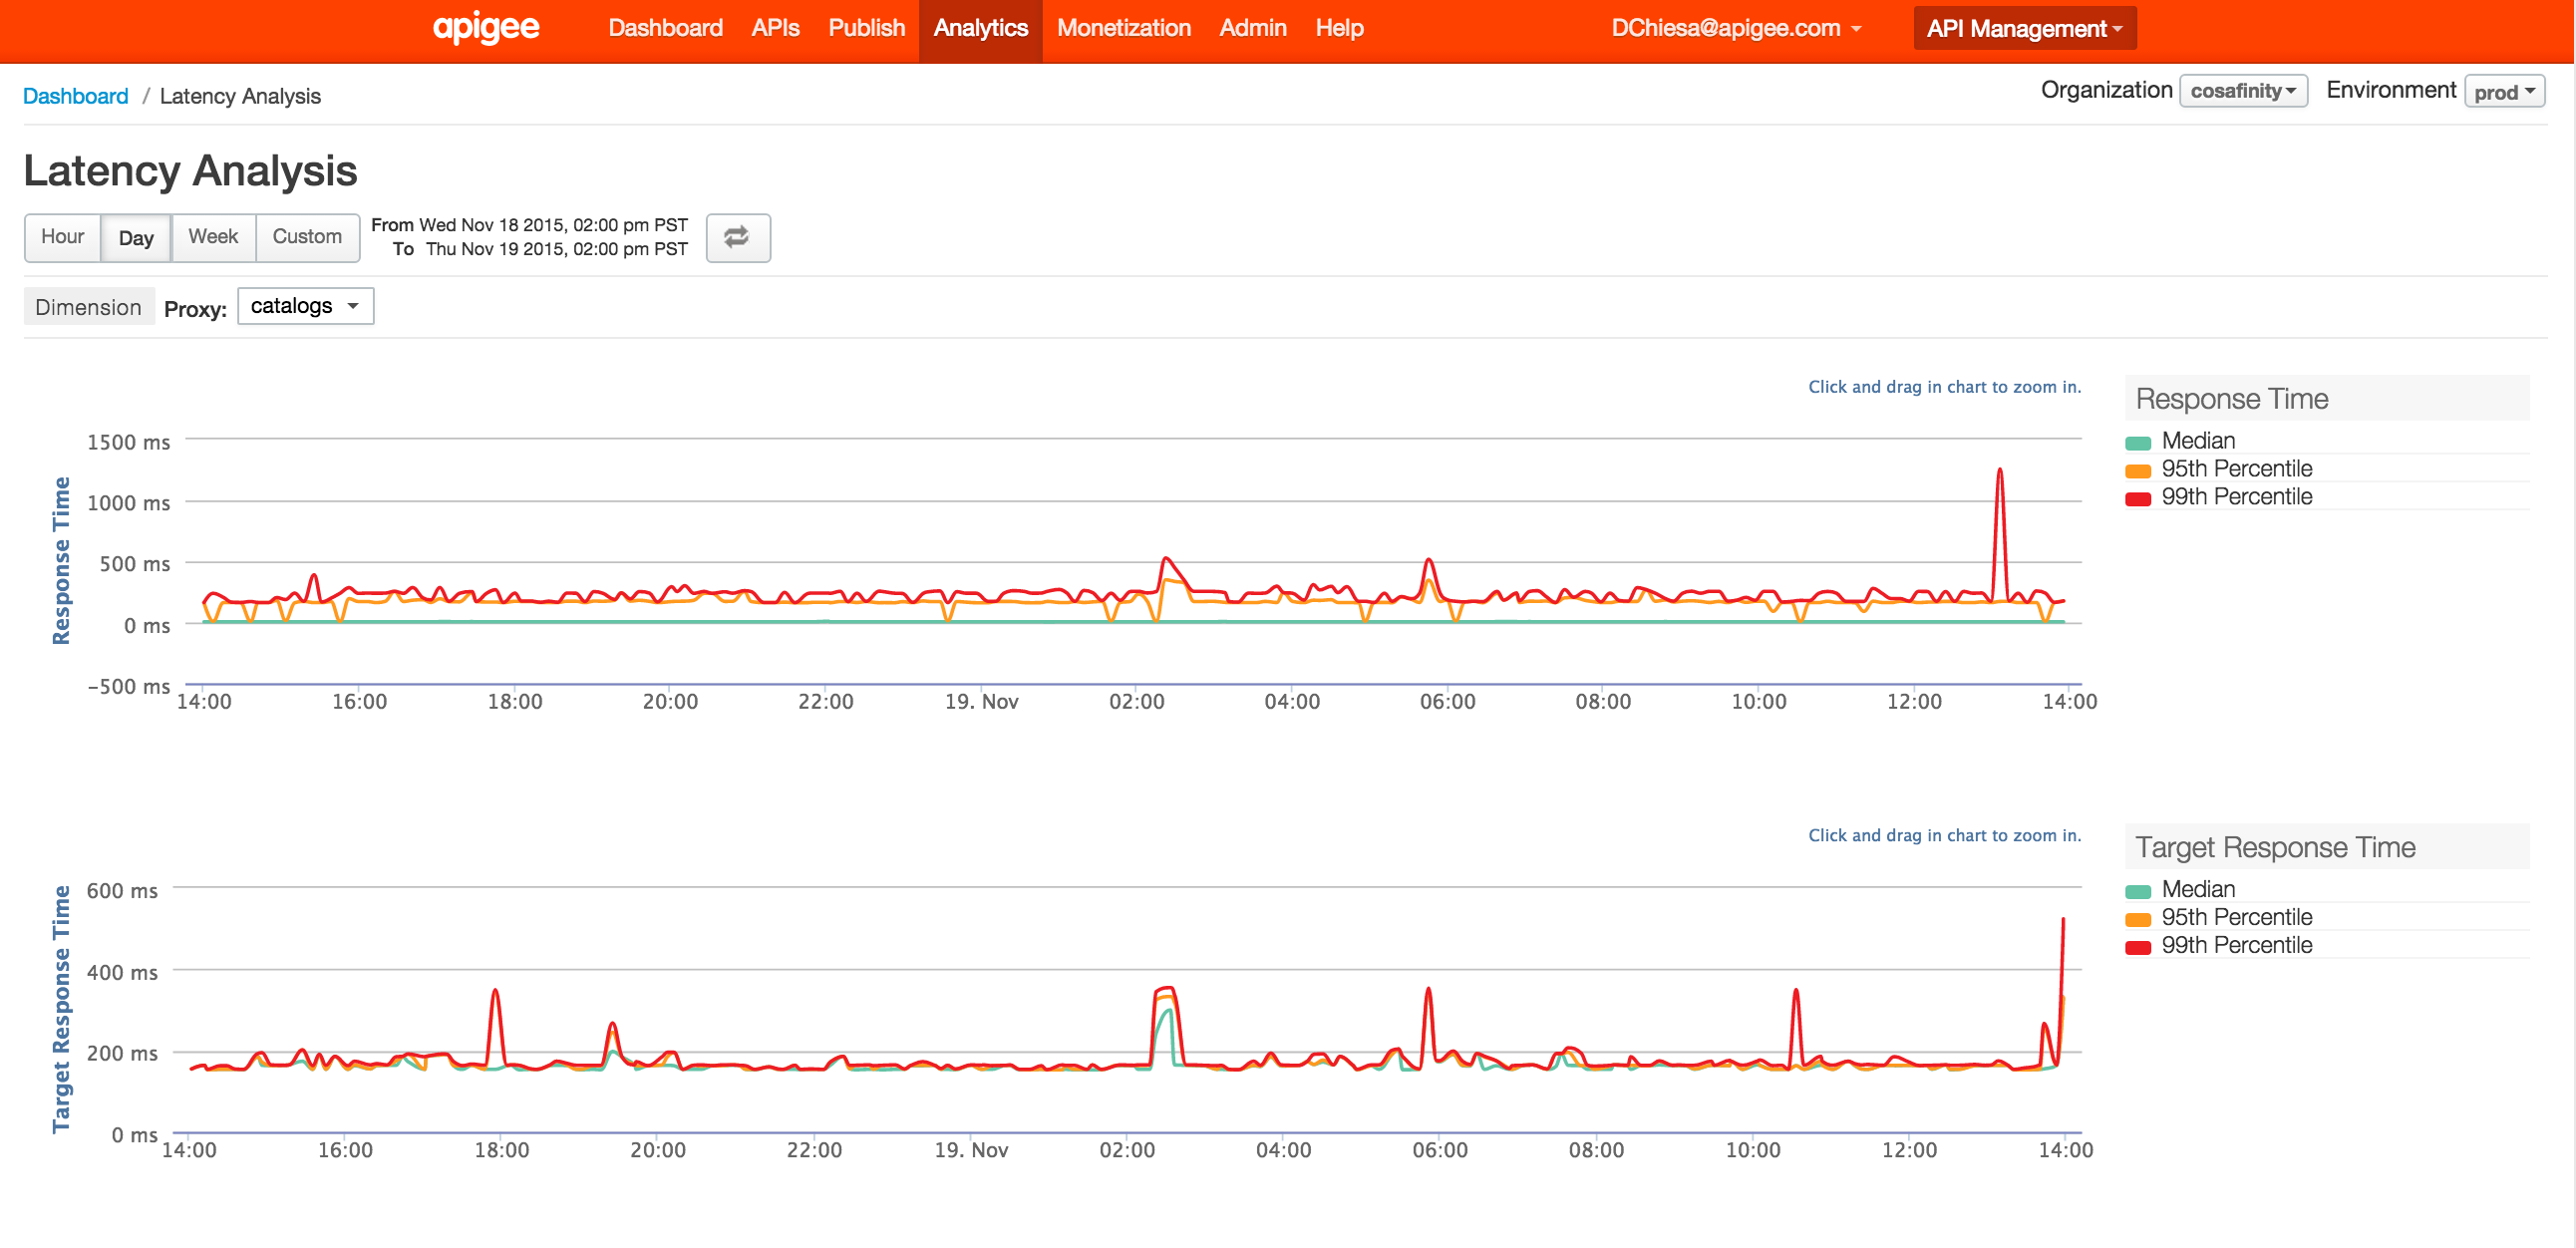 apigee Dashboard APIs Publish Analytics Monetization Admin Help DChiesa@apigee.com API Management
Dashboard / Latency Analysis Organization cosafinity Environment prod
Latency Analysis
Hour Day Week Custom From Wed Nov 18 2015, 02:00 pm PST
To Thu Nov 19 2015, 02:00 pm PST
Dimension Proxy: catalogs
Click and drag in chart to zoom in.
Response Time
1500 ms
1000 ms
500 ms
0 ms
-500 ms
14:00 16:00 18:00 20:00 22:00 19. Nov 02:00 04:00 06:00 08:00 10:00 12:00 14:00
Response Time
Median
95th Percentile
99th Percentile
Click and drag in chart to zoom in.
Target Response Time
600 ms
400 ms
200 ms
0 ms
14:00 16:00 18:00 20:00 22:00 19. Nov 02:00 04:00 06:00 08:00 10:00 12:00 14:00
Target Response Time
Median
95th Percentile
99th Percentile